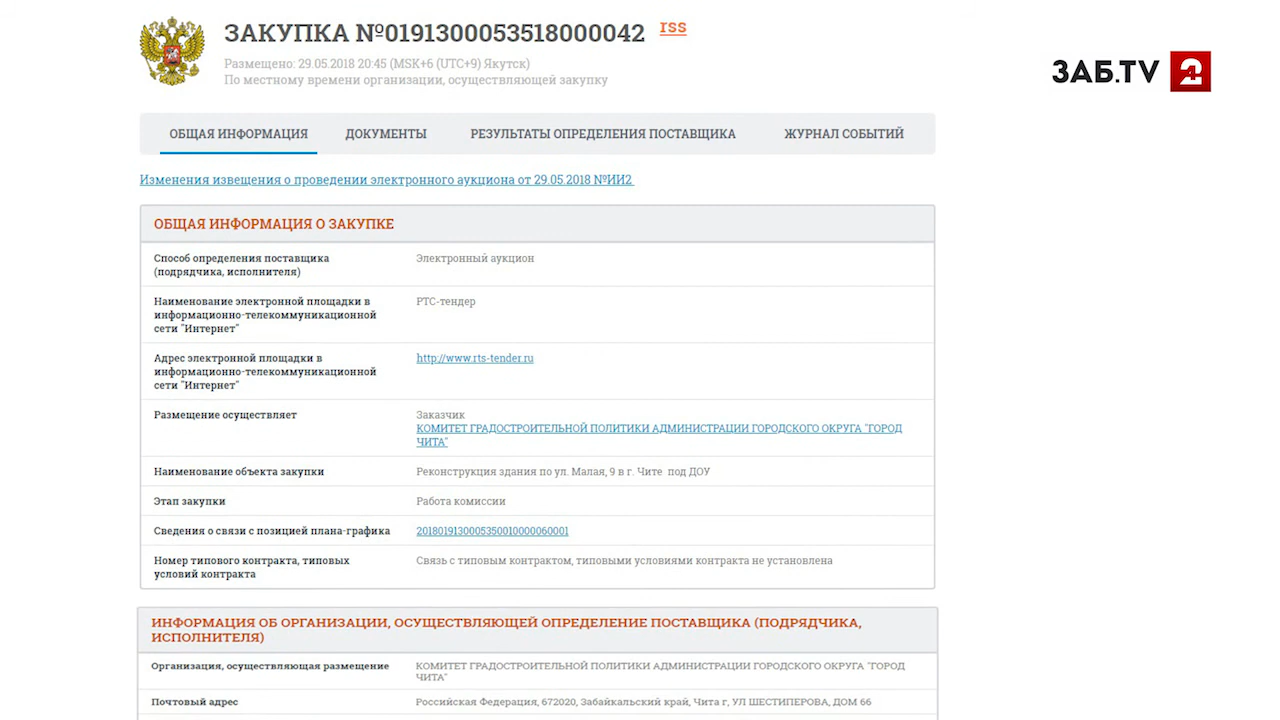 ЗАКУПКА №0191300053518000042 rss
Размещено: 29.05.2018 20:45 (MSK+6 (UTC+9) Якутск)
По местному времени организации, осуществляющей закупку
ЗАБ.TV 24
ОБЩАЯ ИНФОРМАЦИЯ ДОКУМЕНТЫ РЕЗУЛЬТАТЫ ОПРЕДЕЛЕНИЯ ПОСТАВЩИКА ЖУРНАЛ СОБЫТИЙ
Изменения извещения о проведении электронного аукциона от 29.05.2018 №ИИ2
ОБЩАЯ ИНФОРМАЦИЯ О ЗАКУПКЕ
Способ определения поставщика Электронный аукцион
(подрядчика, исполнителя)
Наименование электронной площадки в РТС-тендер
информационно-телекоммуникационной
сети "Интернет"
Адрес электронной площадки в http://www.rts-tender.ru
информационно-телекоммуникационной
сети "Интернет"
Размещение осуществляет Заказчик
КОМИТЕТ ГРАДОСТРОИТЕЛЬНОЙ ПОЛИТИКИ АДМИНИСТРАЦИИ ГОРОДСКОГО ОКРУГА "ГОРОД
ЧИТА"
Наименование объекта закупки Реконструкция здания по ул. Малая, 9 в г. Чите под ДОУ
Этап закупки Работа комиссии
Сведения о связи с позицией плана-графика 201801913000535001000006​0001
Номер типового контракта, типовых Связь с типовым контрактом, типовыми условиями контракта не установлена
условий контракта
ИНФОРМАЦИЯ ОБ ОРГАНИЗАЦИИ, ОСУЩЕСТВЛЯЮЩЕЙ ОПРЕДЕЛЕНИЕ ПОСТАВЩИКА (ПОДРЯДЧИКА,
ИСПОЛНИТЕЛЯ)
Организация, осуществляющая размещение КОМИТЕТ ГРАДОСТРОИТЕЛЬНОЙ ПОЛИТИКИ АДМИНИСТРАЦИИ ГОРОДСКОГО ОКРУГА "ГОРОД
ЧИТА"
Почтовый адрес Российская Федерация, 672020, Забайкальский край, Чита г, УЛ ШЕСТИПЕРОВА, ДОМ 66